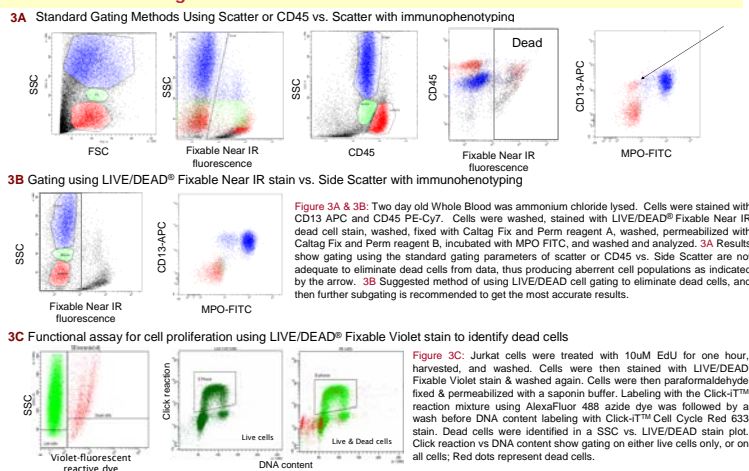 3A Standard Gating Methods Using Scatter or CD45 vs. Scatter with immunophenotyping
SSC
FSC
SSC
Fixable Near IR
fluorescence
SSC
CD45
CD45
Dead
Fixable Near IR
fluorescence
CD13-APC
MPO-FITC
3B Gating using LIVE/DEAD® Fixable Near IR stain vs. Side Scatter with immunophenotyping
SSC
Fixable Near IR
fluorescence
CD13-APC
MPO-FITC
Figure 3A & 3B: Two day old Whole Blood was ammonium chloride lysed. Cells were stained with
CD13 APC and CD45 PE-Cy7. Cells were washed, stained with LIVE/DEAD® Fixable Near IR
dead cell stain, washed, fixed with Caltag Fix and Perm reagent A, washed, permeabilized with
Caltag Fix and Perm reagent B, incubated with MPO FITC, and washed and analyzed. 3A Results
show gating using the standard gating parameters of scatter or CD45 vs. Side Scatter are not
adequate to eliminate dead cells from data, thus producing aberrent cell populations as indicated
by the arrow. 3B Suggested method of using LIVE/DEAD cell gating to eliminate dead cells, and
then further subgating is recommended to get the most accurate results.
3C Functional assay for cell proliferation using LIVE/DEAD® Fixable Violet stain to identify dead cells
SSC
Violet-fluorescent
reactive dye
Click reaction
Live cells
Live & Dead cells
DNA content
Figure 3C: Jurkat cells were treated with 10uM EdU for one hour,
harvested, and washed. Cells were then stained with LIVE/DEAD
Fixable Violet stain & washed again. Cells were then paraformaldehyde
fixed & permeabilized with a saponin buffer. Labeling with the Click-iT™
reaction mixture using AlexaFluor 488 azide dye was followed by a
wash before DNA content labeling with Click-iT™ Cell Cycle Red 633
stain. Dead cells were identified in a SSC vs. LIVE/DEAD stain plot.
Click reaction vs DNA content show gating on either live cells only, or on
all cells; Red dots represent dead cells.